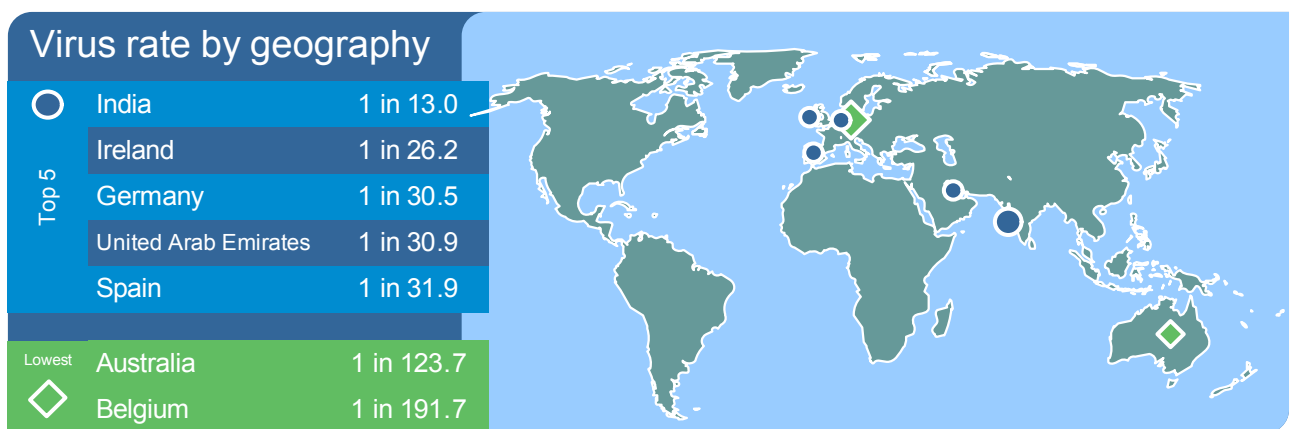 Virus rate by geography
Top 5
India 1 in 13.0
Ireland 1 in 26.2
Germany 1 in 30.5
United Arab Emirates 1 in 30.9
Spain 1 in 31.9
Lowest
Australia 1 in 123.7
Belgium 1 in 191.7